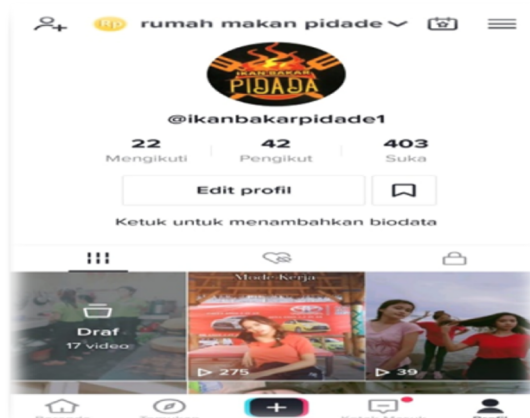 Rp rumah makan pidade
IKAN BAKAR
PIDADA
@ikanbakarpidade1
22 42 403
Mengikuti Pengikut Suka
Edit profil
Ketuk untuk menambahkan biodata
Mode Kerja
Draf
17 video
275
39